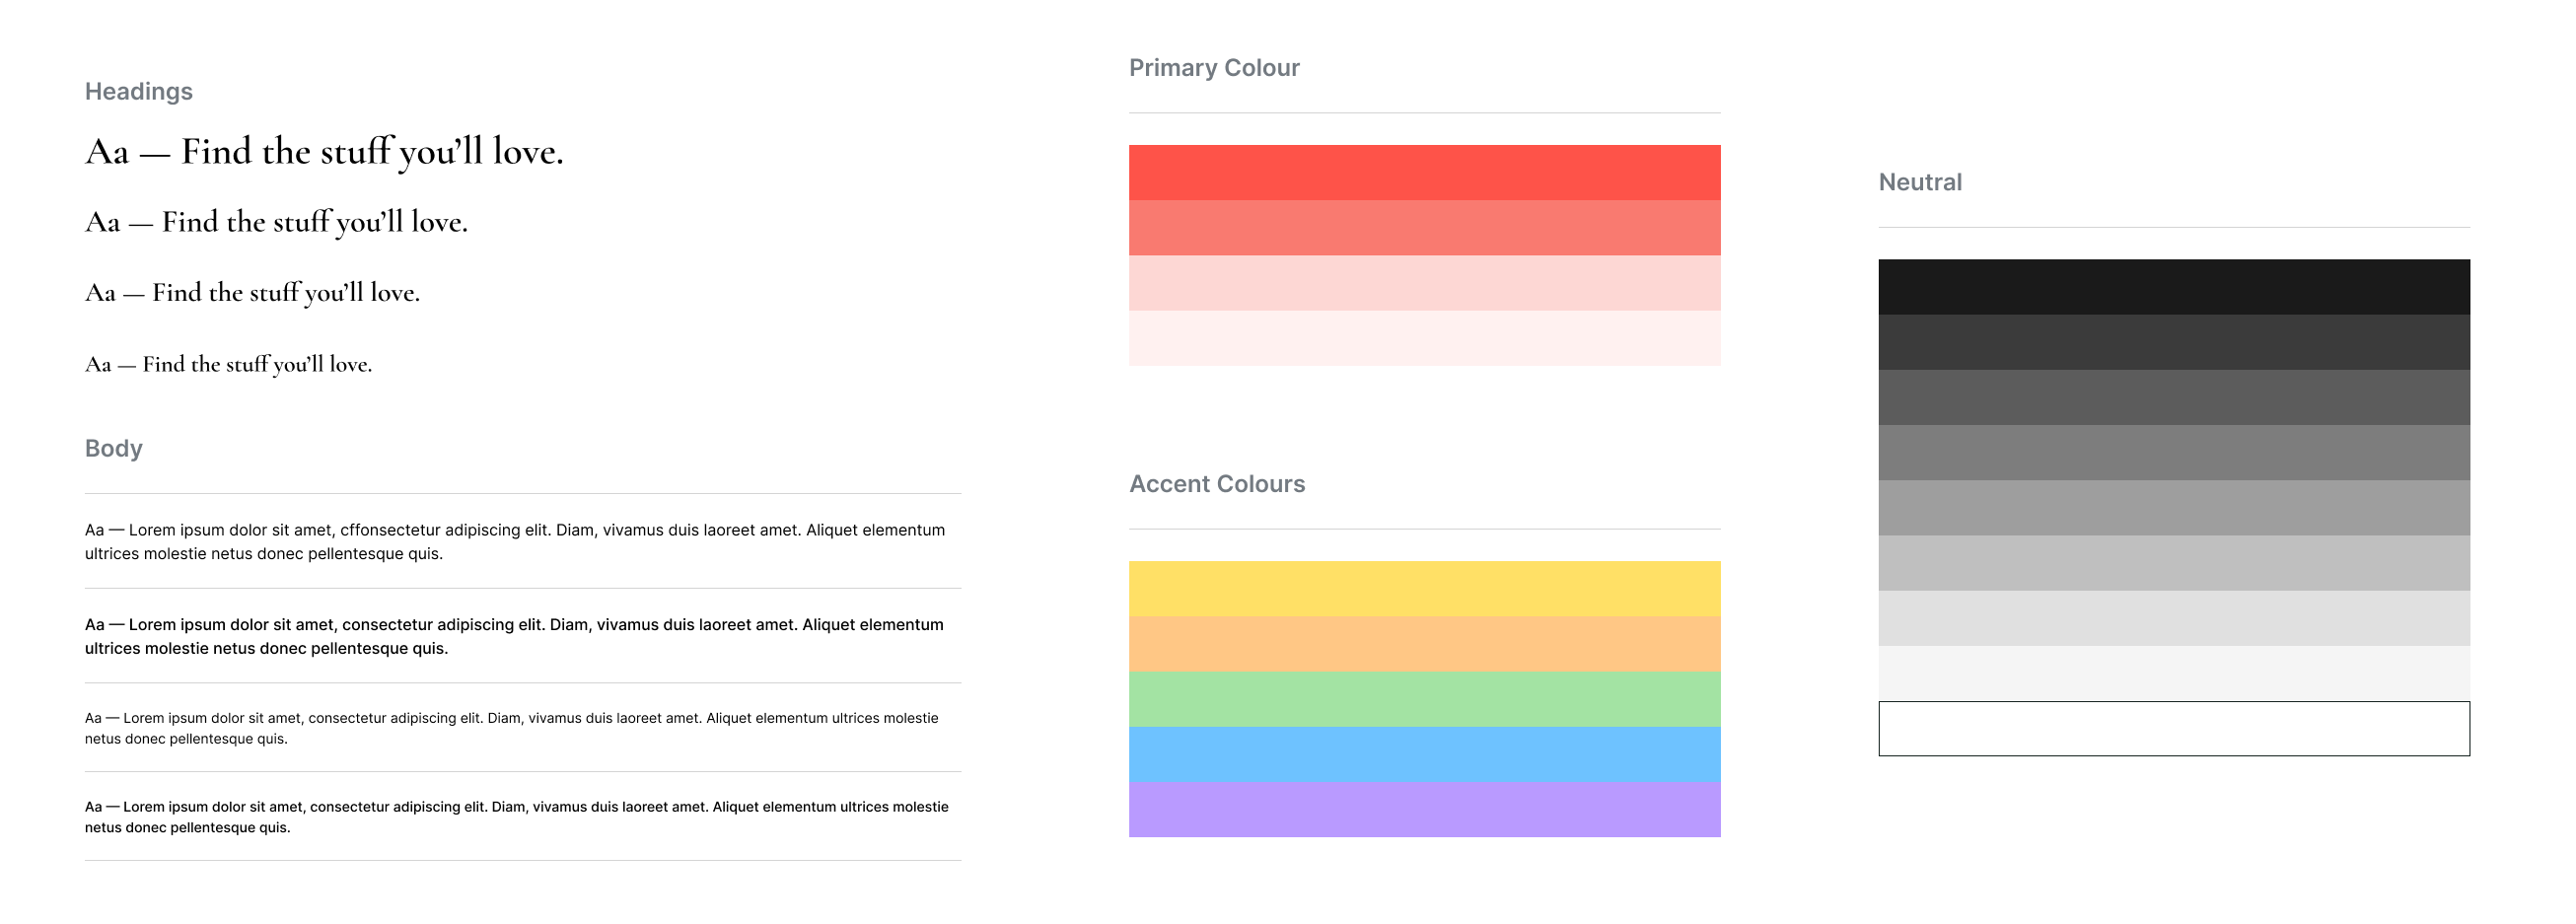 Headings
Aa — Find the stuff you’ll love.
Aa — Find the stuff you’ll love.
Aa — Find the stuff you’ll love.
Aa — Find the stuff you’ll love.
Body
Aa — Lorem ipsum dolor sit amet, cffonsectetur adipiscing elit. Diam, vivamus duis laoreet amet. Aliquet elementum
ultrices molestie netus donec pellentesque quis.
Aa — Lorem ipsum dolor sit amet, consectetur adipiscing elit. Diam, vivamus duis laoreet amet. Aliquet elementum
ultrices molestie netus donec pellentesque quis.
Aa — Lorem ipsum dolor sit amet, consectetur adipiscing elit. Diam, vivamus duis laoreet amet. Aliquet elementum ultrices molestie
netus donec pellentesque quis.
Aa — Lorem ipsum dolor sit amet, consectetur adipiscing elit. Diam, vivamus duis laoreet amet. Aliquet elementum ultrices molestie
netus donec pellentesque quis.
Primary Colour
Accent Colours
Neutral